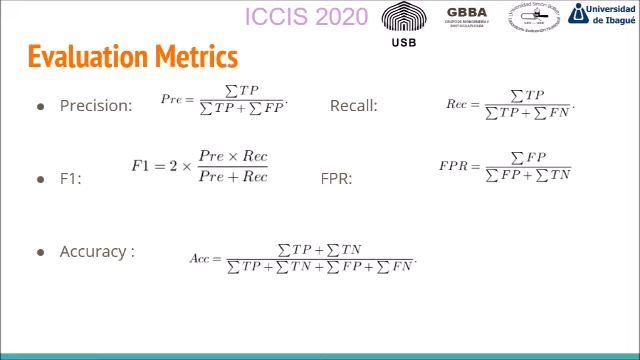 ICCIS 2020
USB
GBBA
Universidad
de Ibagué
Evaluation Metrics
● Precision: Pre = ∑TP / (∑TP + ∑FP).
Recall: Rec = ∑TP / (∑TP + ∑FN).
● F1: F1 = 2 × (Pre × Rec) / (Pre + Rec)
FPR: FPR = ∑FP / (∑FP + ∑TN)
● Accuracy : Acc = (∑TP + ∑TN) / (∑TP + ∑TN + ∑FP + ∑FN).